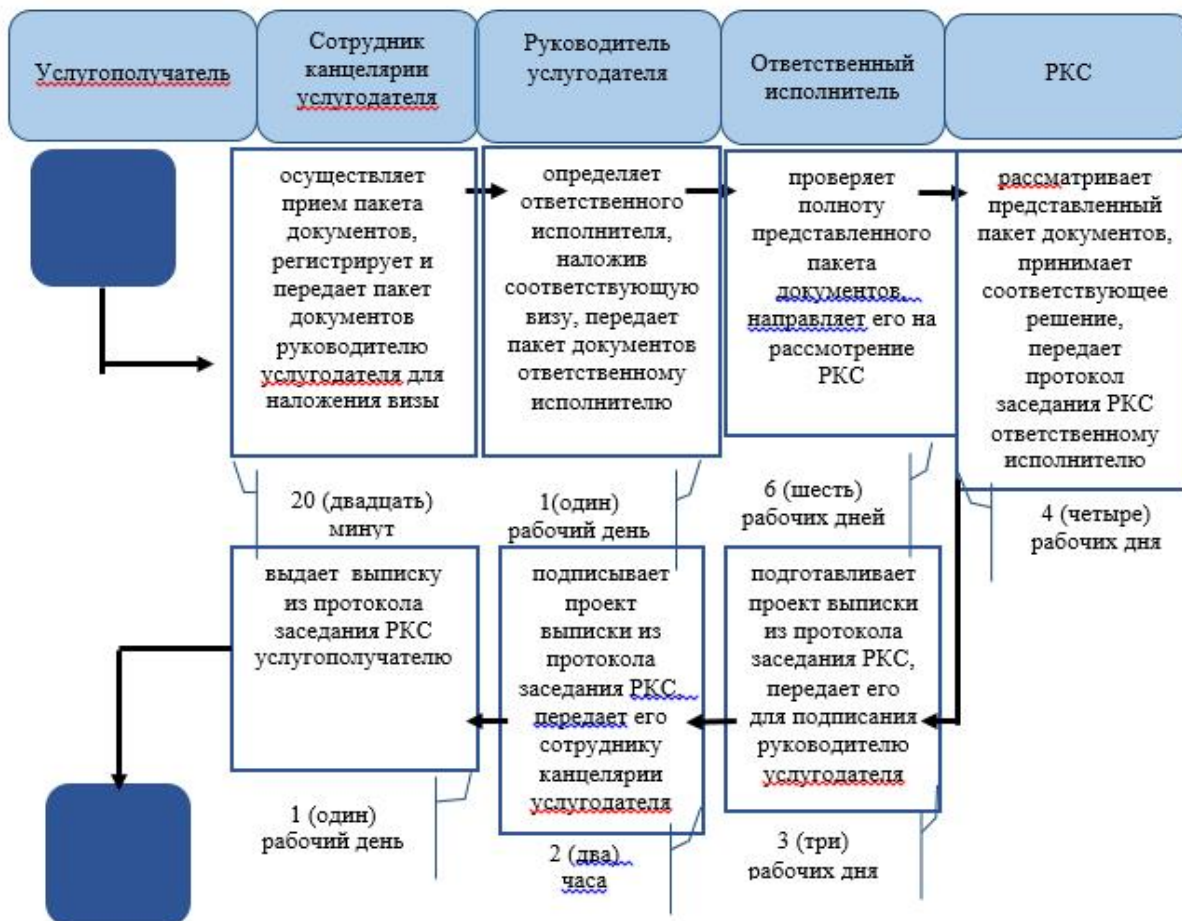 Услугополучатель
Сотрудник
канцелярии
услугодателя
Руководитель
услугодателя
Ответственный
исполнитель
РКС
осуществляет
прием пакета
документов,
регистрирует и
передает пакет
документов
руководителю
услугодателя для
наложения визы
определяет
ответственного
исполнителя,
наложив
соответствующую
визу, передает
пакет документов
ответственному
исполнителю
проверяет
полноту
представленного
пакета
документов,
направляет его на
рассмотрение
РКС
рассматривает
представленный
пакет документов,
принимает
соответствующее
решение,
передает
протокол
заседания РКС
ответственному
исполнителю
20 (двадцать)
минут
1(один)
рабочий день
6 (шесть)
рабочих дней
4 (четыре)
рабочих дня
выдает выписку
из протокола
заседания РКС
услугополучателю
подписывает
проект
выписки из
протокола
заседания РКС,
передает его
сотруднику
канцелярии
услугодателя
подготавливает
проект выписки
из протокола
заседания РКС,
передает его
для подписания
руководителю
услугодателя
1 (один)
рабочий день
2 (два)
часа
3 (три)
рабочих дня